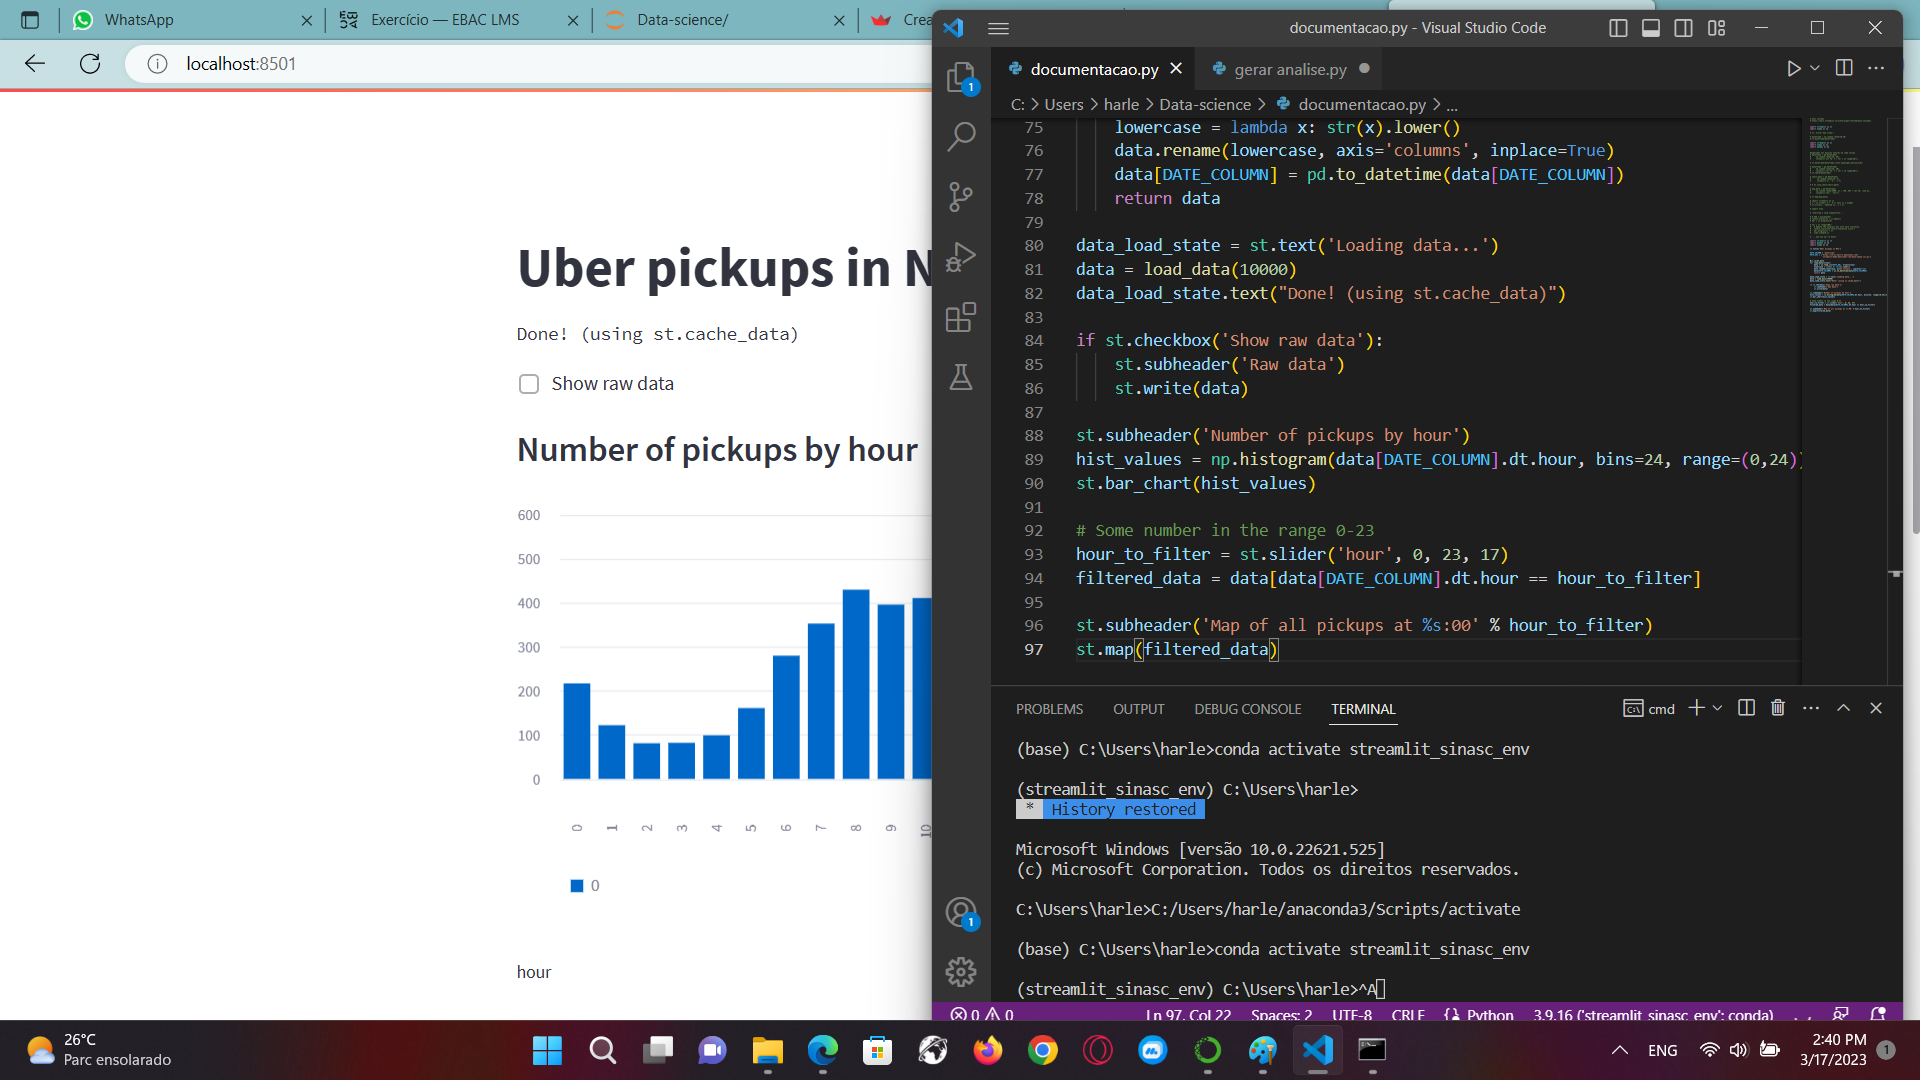 WhatsApp
Exercício — EBAC LMS
Data-science/
Crea
localhost:8501
Uber pickups in N
Done! (using st.cache_data)
Show raw data
Number of pickups by hour
600
500
400
300
200
100
0
0 1 2 3 4 5 6 7 8 9 10
0
hour
documentacao.py - Visual Studio Code
documentacao.py
gerar analise.py
1
C: > Users > harle > Data-science > documentacao.py > ...
75 lowercase = lambda x: str(x).lower()
76 data.rename(lowercase, axis='columns', inplace=True)
77 data[DATE_COLUMN] = pd.to_datetime(data[DATE_COLUMN])
78 return data
79
80 data_load_state = st.text('Loading data...')
81 data = load_data(10000)
82 data_load_state.text("Done! (using st.cache_data)")
83
84 if st.checkbox('Show raw data'):
85 st.subheader('Raw data')
86 st.write(data)
87
88 st.subheader('Number of pickups by hour')
89 hist_values = np.histogram(data[DATE_COLUMN].dt.hour, bins=24, range=(0,24))
90 st.bar_chart(hist_values)
91
92 # Some number in the range 0-23
93 hour_to_filter = st.slider('hour', 0, 23, 17)
94 filtered_data = data[data[DATE_COLUMN].dt.hour == hour_to_filter]
95
96 st.subheader('Map of all pickups at %s:00' % hour_to_filter)
97 st.map(filtered_data)
PROBLEMS OUTPUT DEBUG CONSOLE TERMINAL
cmd
(base) C:\Users\harle>conda activate streamlit_sinasc_env
(streamlit_sinasc_env) C:\Users\harle>
* History restored
Microsoft Windows [versão 10.0.22621.525]
(c) Microsoft Corporation. Todos os direitos reservados.
C:\Users\harle>C:/Users/harle/anaconda3/Scripts/activate
(base) C:\Users\harle>conda activate streamlit_sinasc_env
(streamlit_sinasc_env) C:\Users\harle>^A
1
0 0 Ln 97, Col 22 Spaces: 2 UTF-8 CRLF Python 3.9.16 ('streamlit_sinasc_env': conda)
26°C
Parc ensolarado
ENG
2:40 PM
3/17/2023
1